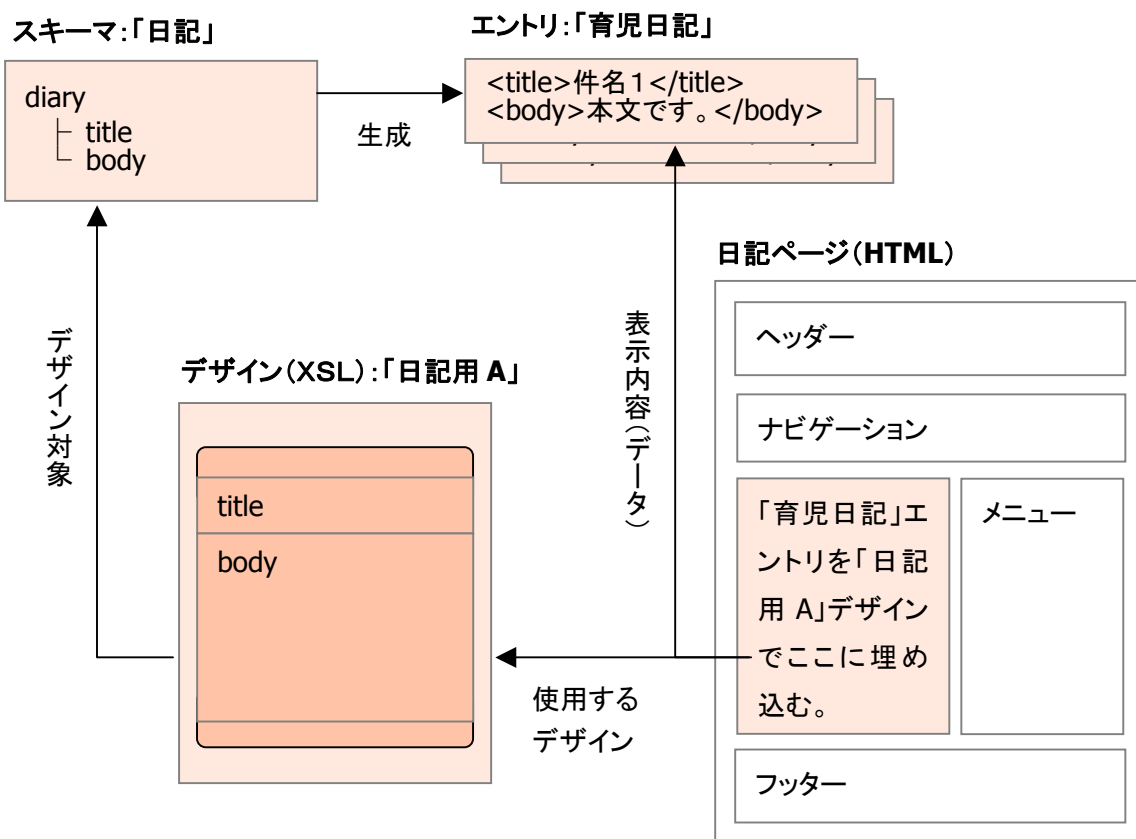 スキーマ：「日記」
diary
title
body
生成
エントリ：「育児日記」
<title>件名１</title>
<body>本文です。</body>
デザイン対象
デザイン（XSL）：「日記用 A」
title
body
表示内容（データ）
使用する
デザイン
日記ページ（HTML）
ヘッダー
ナビゲーション
「育児日記」エ
ントリを「日記
用 A」デザイン
でここに埋め
込む。
メニュー
フッター